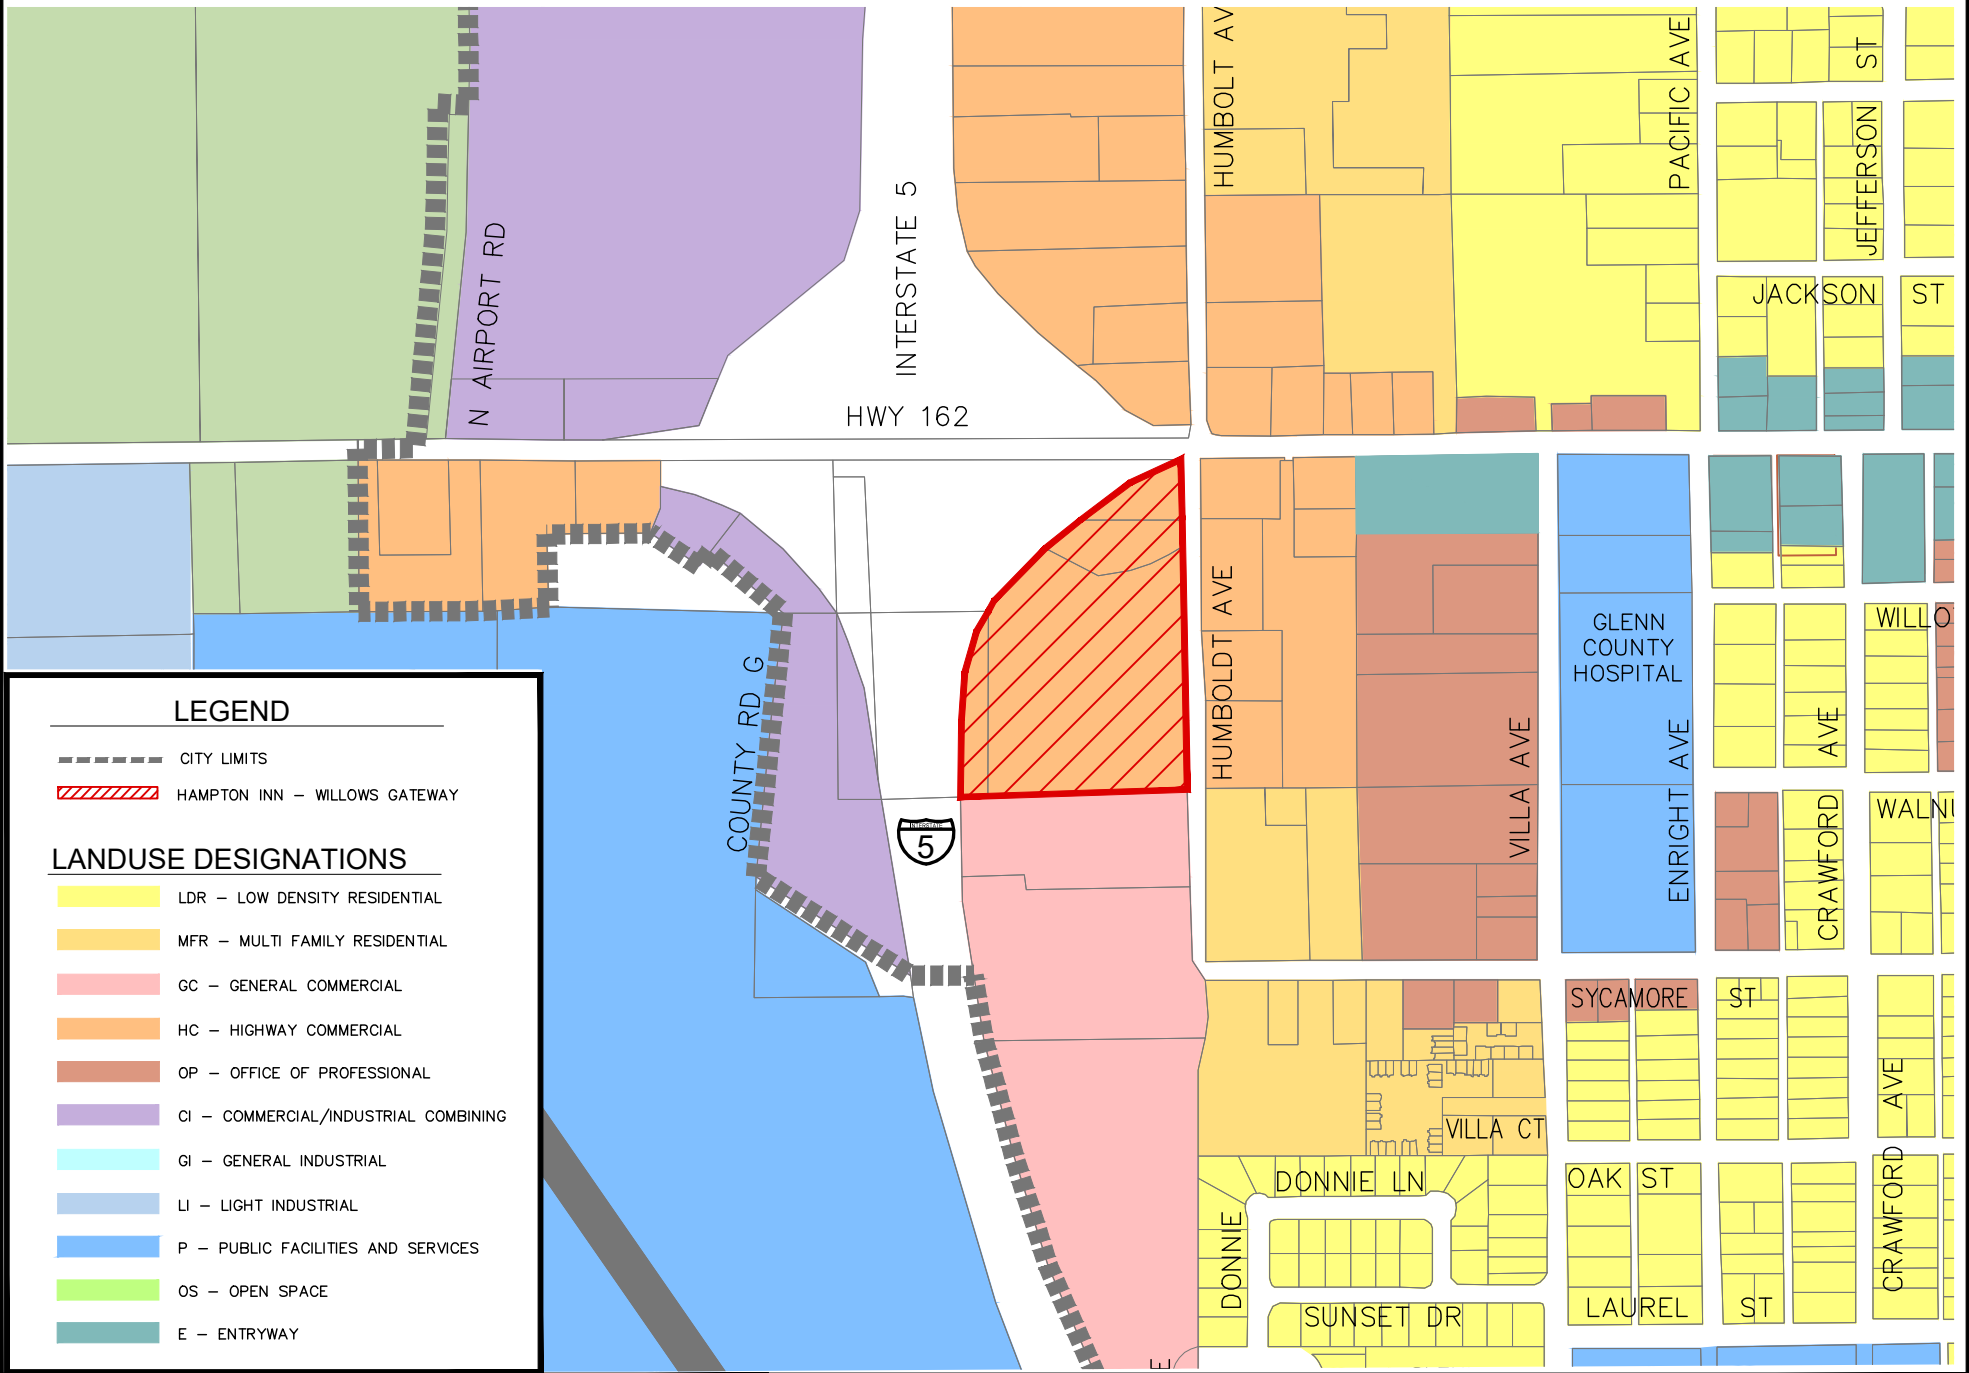 HUMBOLT AV
PACIFIC AVE
ST
JEFFERSON
INTERSTATE 5
N AIRPORT RD
JACKSON ST
HWY 162
HUMBOLDT AVE
GLENN
COUNTY
HOSPITAL
WILLO
COUNTY RD G
VILLA AVE
ENRIGHT AVE
CRAWFORD AVE
WALNU
INTERSTATE
5
SYCAMORE ST
VILLA CT
DONNIE LN
DONNIE
OAK ST
CRAWFORD AVE
SUNSET DR
LAUREL ST
E
LEGEND
CITY LIMITS
HAMPTON INN – WILLOWS GATEWAY
LANDUSE DESIGNATIONS
LDR – LOW DENSITY RESIDENTIAL
MFR – MULTI FAMILY RESIDENTIAL
GC – GENERAL COMMERCIAL
HC – HIGHWAY COMMERCIAL
OP – OFFICE OF PROFESSIONAL
CI – COMMERCIAL/INDUSTRIAL COMBINING
GI – GENERAL INDUSTRIAL
LI – LIGHT INDUSTRIAL
P – PUBLIC FACILITIES AND SERVICES
OS – OPEN SPACE
E – ENTRYWAY